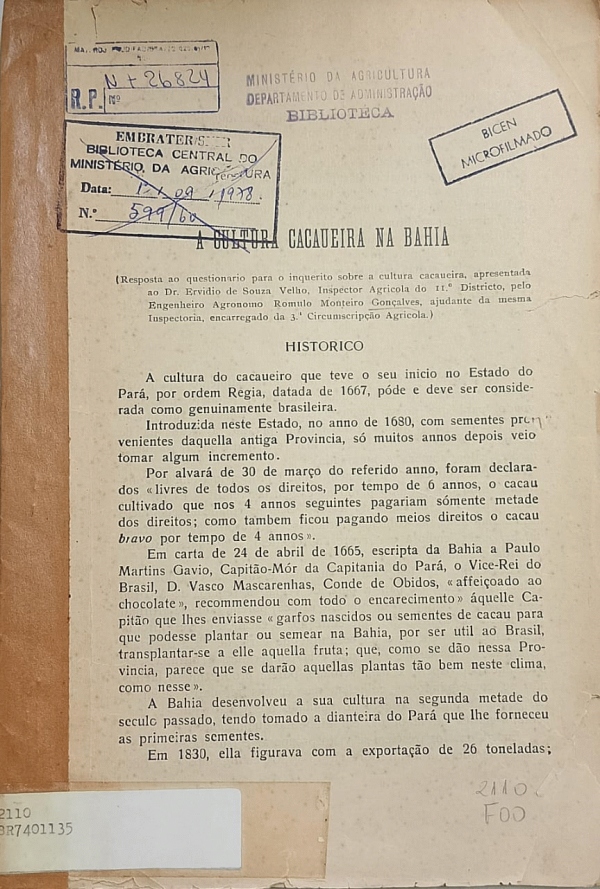 R.P.
Nº
N + 26824
MINISTÉRIO DA AGRICULTURA
DEPARTAMENTO DE ADMINISTRAÇÃO
BIBLIOTECA
BICEN
MICROFILMADO
EMBRATER
BIBLIOTECA CENTRAL DO
MINISTÉRIO, DA
Data: 09 / 1978.
N.º 599/60
A CULTURA CACAUEIRA NA BAHIA
(Resposta ao questionario para o inquerito sobre a cultura cacaueira, apresentada
ao Dr. Ervidio de Souza Velho, Inspector Agricola do 11.º Districto, pelo
Engenheiro Agronomo Romulo Monteiro Gonçalves, ajudante da mesma
Inspectoria, encarregado da 3.ª Circumscripção Agricola.)
HISTORICO
A cultura do cacaueiro que teve o seu inicio no Estado do
Pará, por ordem Regia, datada de 1667, póde e deve ser conside-
rada como genuinamente brasileira.
Introduzida neste Estado, no anno de 1680, com sementes pro-
venientes daquella antiga Provincia, só muitos annos depois veio
tomar algum incremento.
Por alvará de 30 de março do referido anno, foram declara-
dos «livres de todos os direitos, por tempo de 6 annos, o cacau
cultivado que nos 4 annos seguintes pagariam sómente metade
dos direitos; como tambem ficou pagando meios direitos o cacau
bravo por tempo de 4 annos».
Em carta de 24 de abril de 1665, escripta da Bahia a Paulo
Martins Gavio, Capitão-Mór da Capitania do Pará, o Vice-Rei do
Brasil, D. Vasco Mascarenhas, Conde de Obidos, «affeiçoado ao
chocolate», recommendou com todo o encarecimento» áquelle Ca-
pitão que lhes enviasse «garfos nascidos ou sementes de cacau para
que podesse plantar ou semear na Bahia, por ser util ao Brasil,
transplantar-se a elle aquella fruta; que, como se dão nessa Pro-
vincia, parece que se darão aquellas plantas tão bem neste clima,
como nesse».
A Bahia desenvolveu a sua cultura na segunda metade do
seculo passado, tendo tomado a dianteira do Pará que lhe forneceu
as primeiras sementes.
Em 1830, ella figurava com a exportação de 26 toneladas;
2110
F00
2110
BR7401135